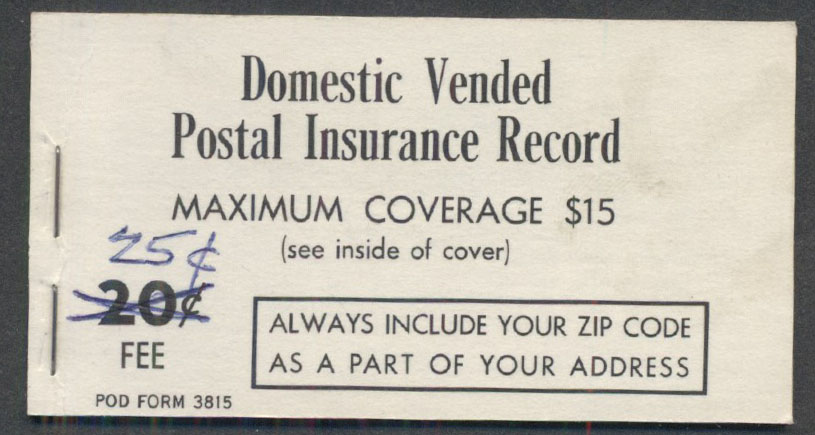 Domestic Vended
Postal Insurance Record
MAXIMUM COVERAGE $15
(see inside of cover)
25¢
20¢
FEE
ALWAYS INCLUDE YOUR ZIP CODE
AS A PART OF YOUR ADDRESS
POD FORM 3815